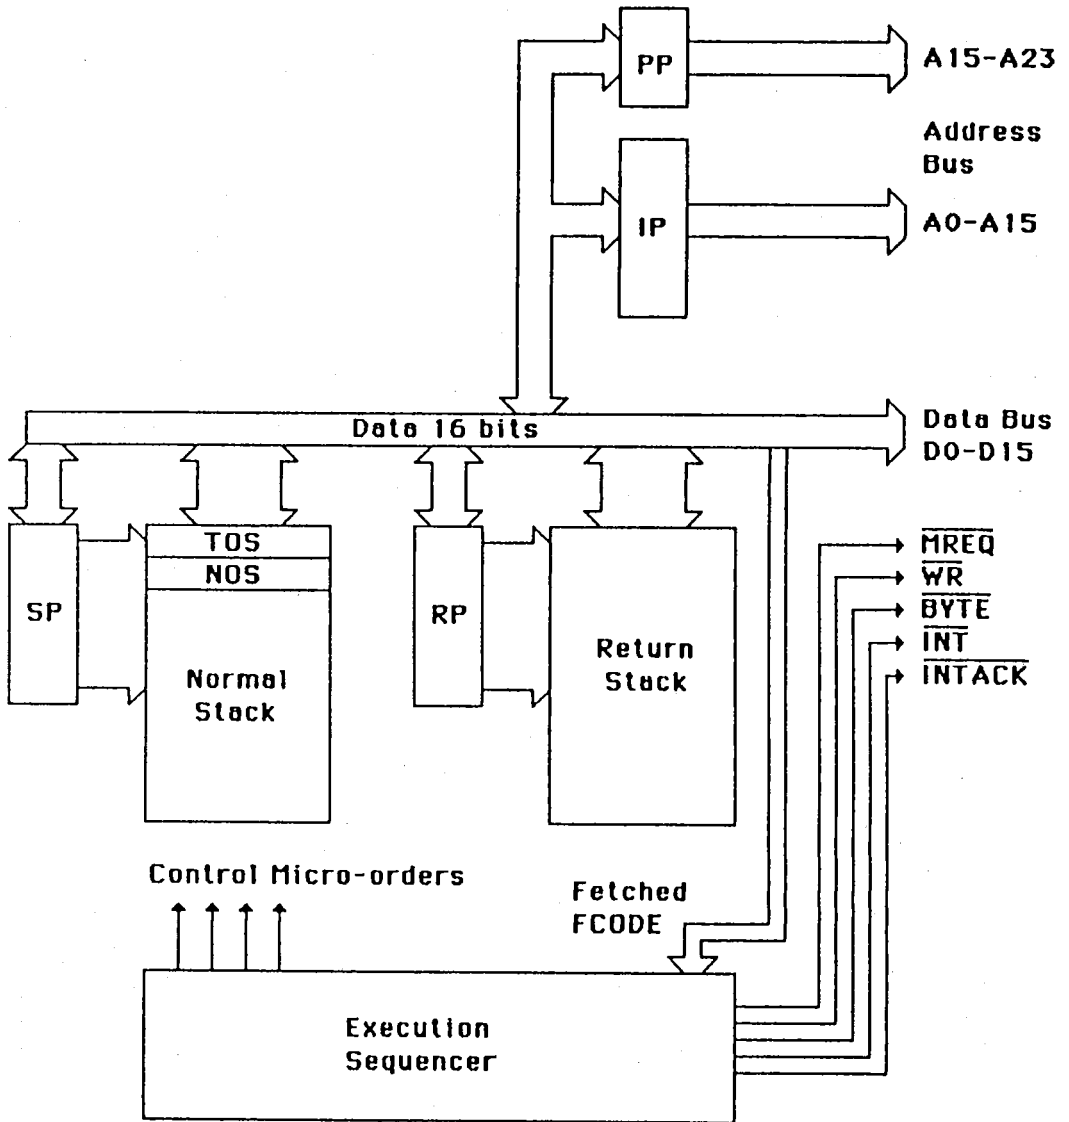 PP
A15-A23
Address
Bus
IP
A0-A15
Data 16 bits
Data Bus
D0-D15
TOS
NOS
SP
Normal
Stack
RP
Return
Stack
MREQ
WR
BYTE
INT
INTACK
Control Micro-orders
Fetched
FCODE
Execution
Sequencer